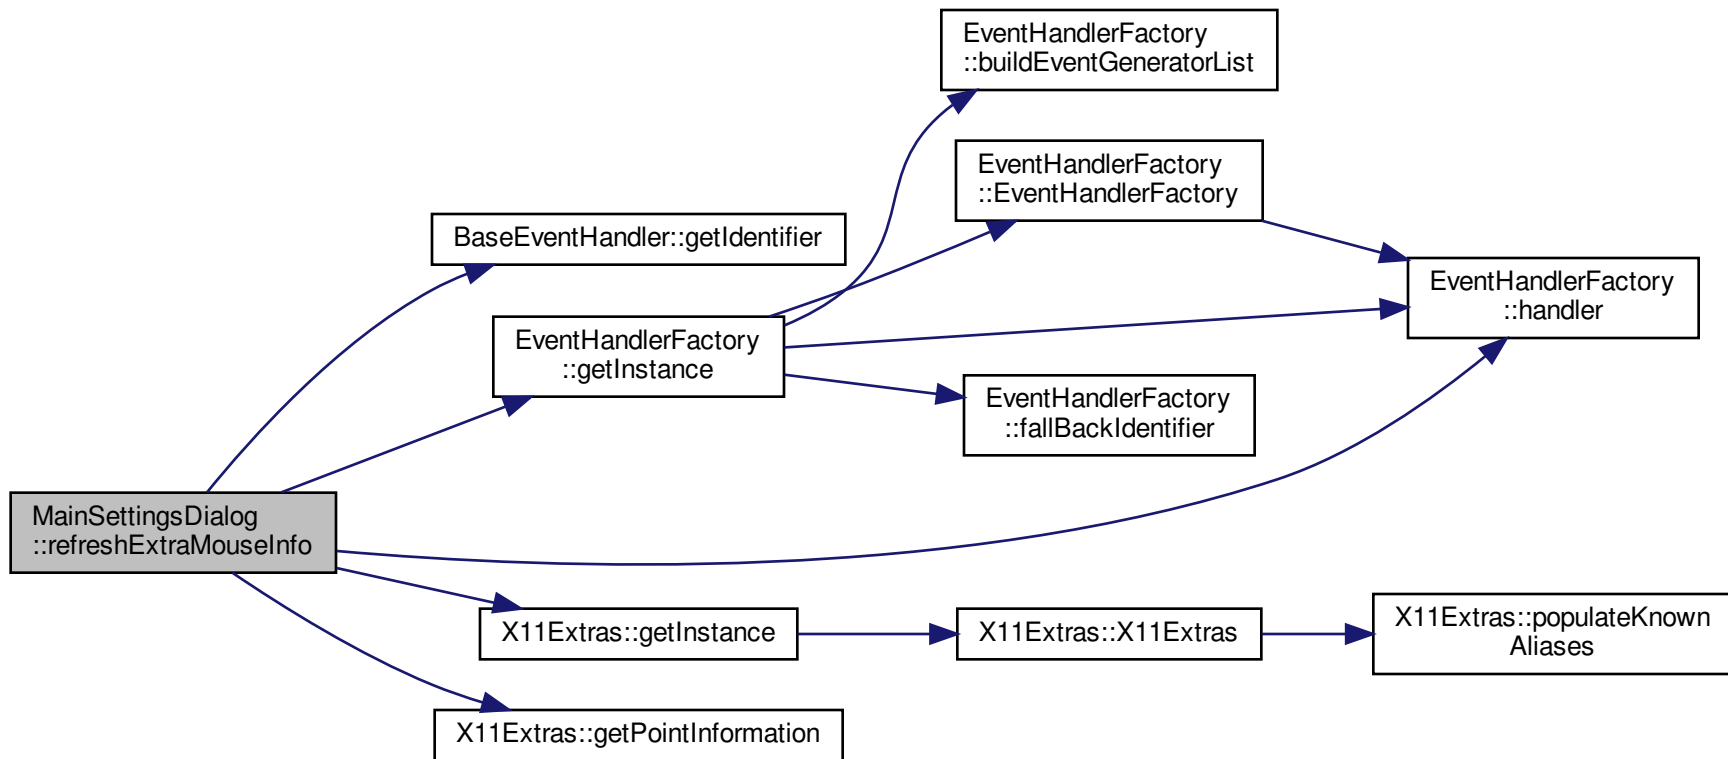 EventHandlerFactory
::buildEventGeneratorList
EventHandlerFactory
::EventHandlerFactory
BaseEventHandler::getIdentifier
EventHandlerFactory
::handler
EventHandlerFactory
::getInstance
EventHandlerFactory
::fallBackIdentifier
MainSettingsDialog
::refreshExtraMouseInfo
X11Extras::getInstance
X11Extras::X11Extras
X11Extras::populateKnown
Aliases
X11Extras::getPointInformation